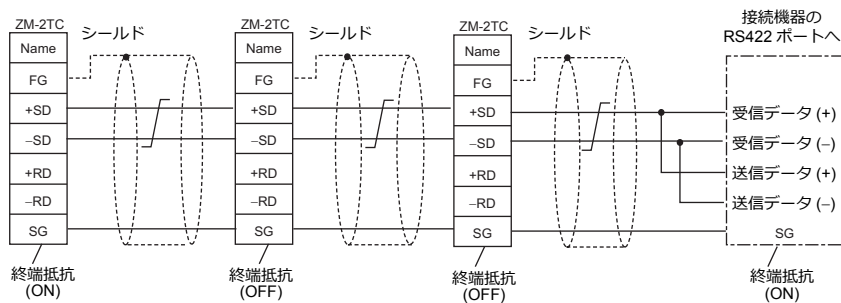 ZM-2TC
シールド
Name
FG
+SD
–SD
+RD
–RD
SG
終端抵抗
(ON)
ZM-2TC
シールド
Name
FG
+SD
–SD
+RD
–RD
SG
終端抵抗
(OFF)
ZM-2TC
シールド
Name
FG
+SD
–SD
+RD
–RD
SG
終端抵抗
(OFF)
接続機器の
RS422 ポートへ
受信データ (+)
受信データ (–)
送信データ (+)
送信データ (–)
SG
終端抵抗
(ON)